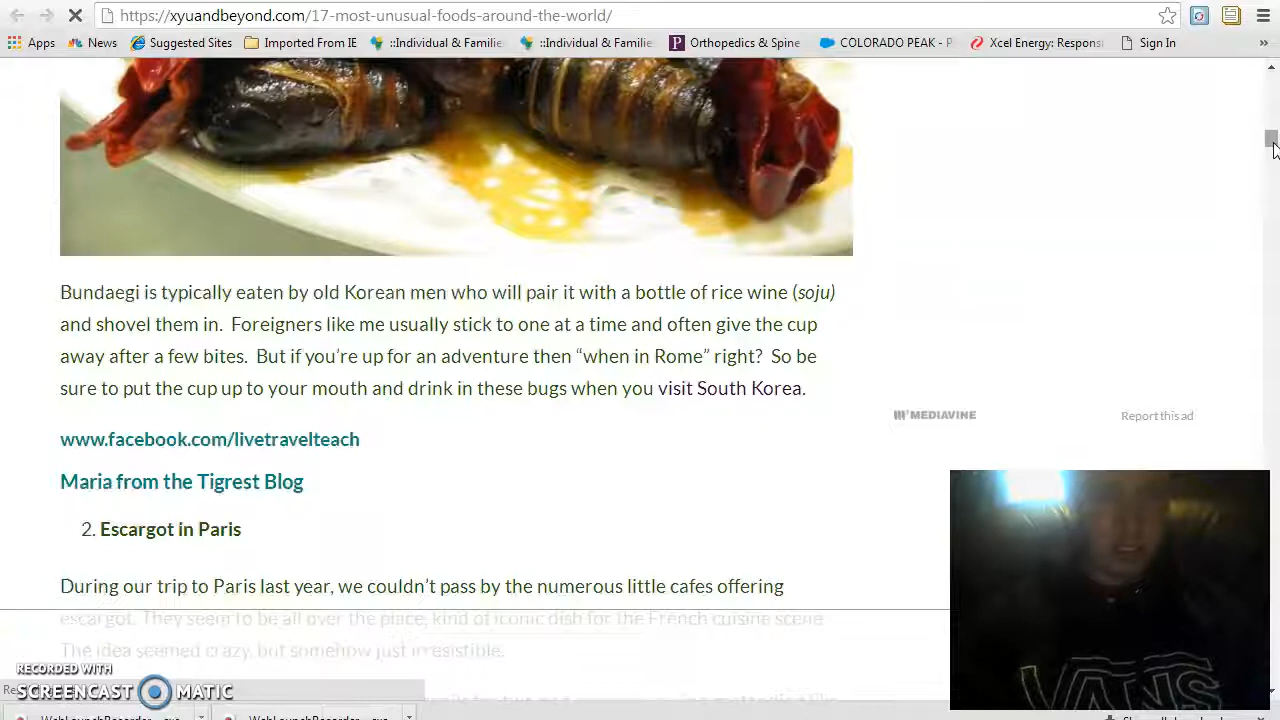 https://xyuandbeyond.com/17-most-unusual-foods-around-the-world/
Apps News Suggested Sites Imported From IE ::Individual & Familie ::Individual & Familie Orthopedics & Spine COLORADO PEAK - P Xcel Energy: Respons Sign In »
Bundaegi is typically eaten by old Korean men who will pair it with a bottle of rice wine (soju)
and shovel them in. Foreigners like me usually stick to one at a time and often give the cup
away after a few bites. But if you're up for an adventure then “when in Rome” right? So be
sure to put the cup up to your mouth and drink in these bugs when you visit South Korea.
MEDIAVINE
Report this ad
www.facebook.com/livetravelteach
Maria from the Tigrest Blog
2. Escargot in Paris
During our trip to Paris last year, we couldn't pass by the numerous little cafes offering
escargot. They seem to be all over the place, kind of iconic dish for the French cuisine scene
The idea seemed crazy, but somehow just irresistible.
RECORDED WITH
SCREENCAST MATIC
VANS